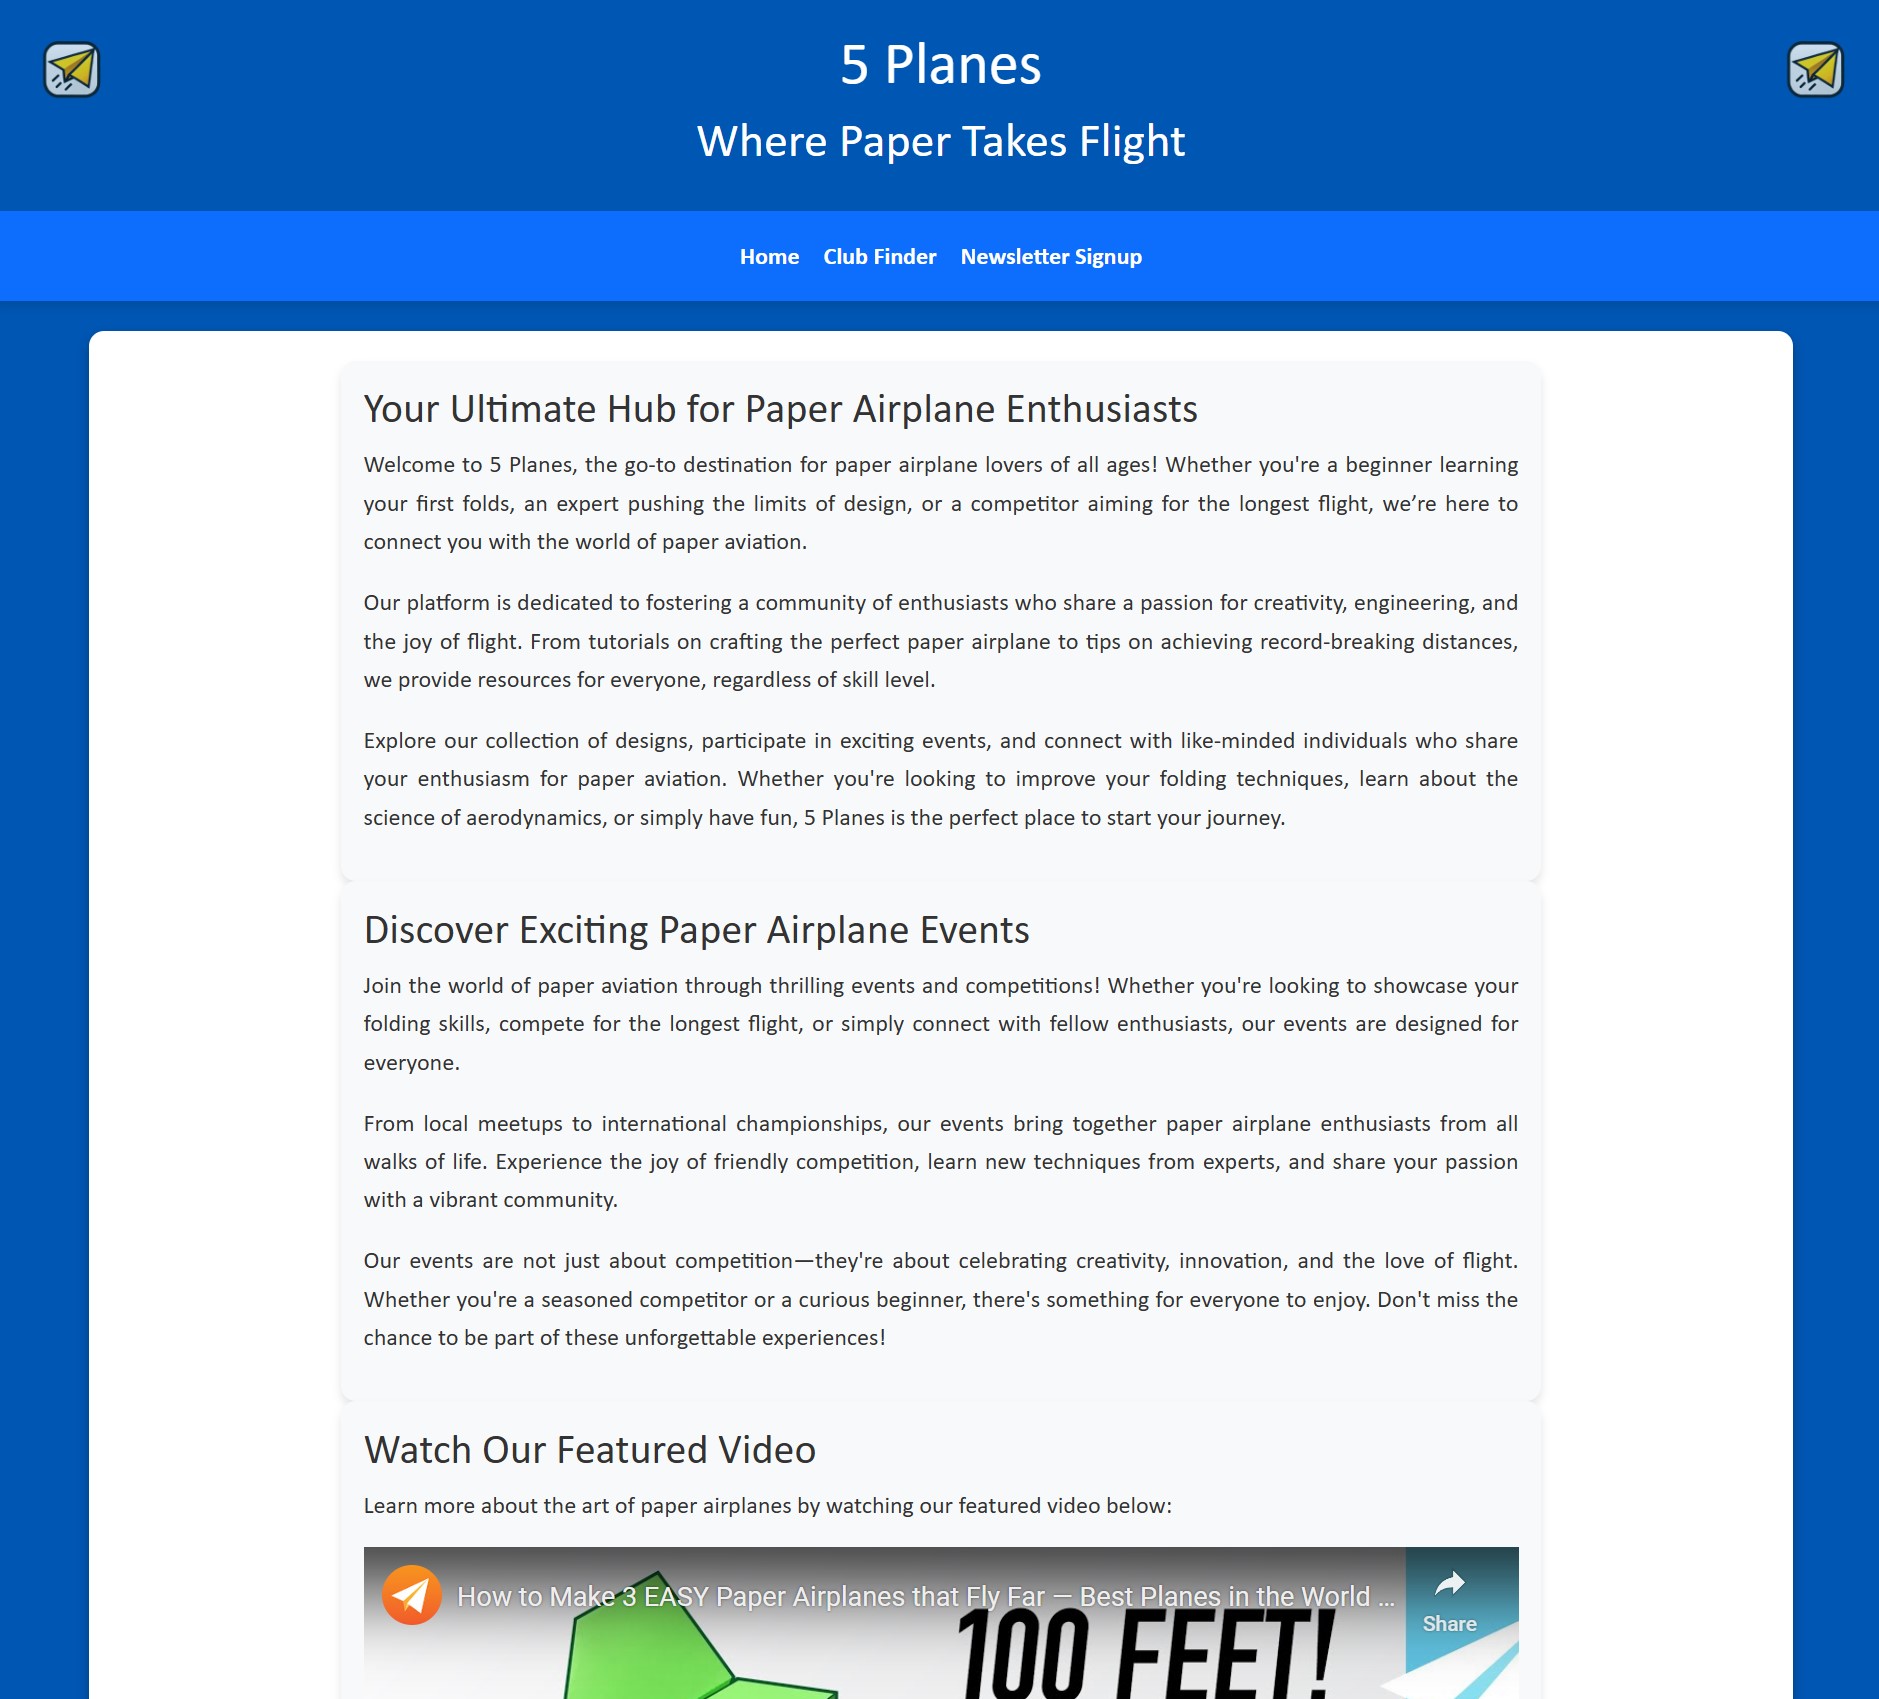 5 Planes
Where Paper Takes Flight
Home Club Finder Newsletter Signup
Your Ultimate Hub for Paper Airplane Enthusiasts
Welcome to 5 Planes, the go-to destination for paper airplane lovers of all ages! Whether you're a beginner learning
your first folds, an expert pushing the limits of design, or a competitor aiming for the longest flight, we’re here to
connect you with the world of paper aviation.
Our platform is dedicated to fostering a community of enthusiasts who share a passion for creativity, engineering, and
the joy of flight. From tutorials on crafting the perfect paper airplane to tips on achieving record-breaking distances,
we provide resources for everyone, regardless of skill level.
Explore our collection of designs, participate in exciting events, and connect with like-minded individuals who share
your enthusiasm for paper aviation. Whether you're looking to improve your folding techniques, learn about the
science of aerodynamics, or simply have fun, 5 Planes is the perfect place to start your journey.
Discover Exciting Paper Airplane Events
Join the world of paper aviation through thrilling events and competitions! Whether you're looking to showcase your
folding skills, compete for the longest flight, or simply connect with fellow enthusiasts, our events are designed for
everyone.
From local meetups to international championships, our events bring together paper airplane enthusiasts from all
walks of life. Experience the joy of friendly competition, learn new techniques from experts, and share your passion
with a vibrant community.
Our events are not just about competition—they're about celebrating creativity, innovation, and the love of flight.
Whether you're a seasoned competitor or a curious beginner, there's something for everyone to enjoy. Don't miss the
chance to be part of these unforgettable experiences!
Watch Our Featured Video
Learn more about the art of paper airplanes by watching our featured video below:
How to Make 3 EASY Paper Airplanes that Fly Far — Best Planes in the World ...
Share
100 FEET!